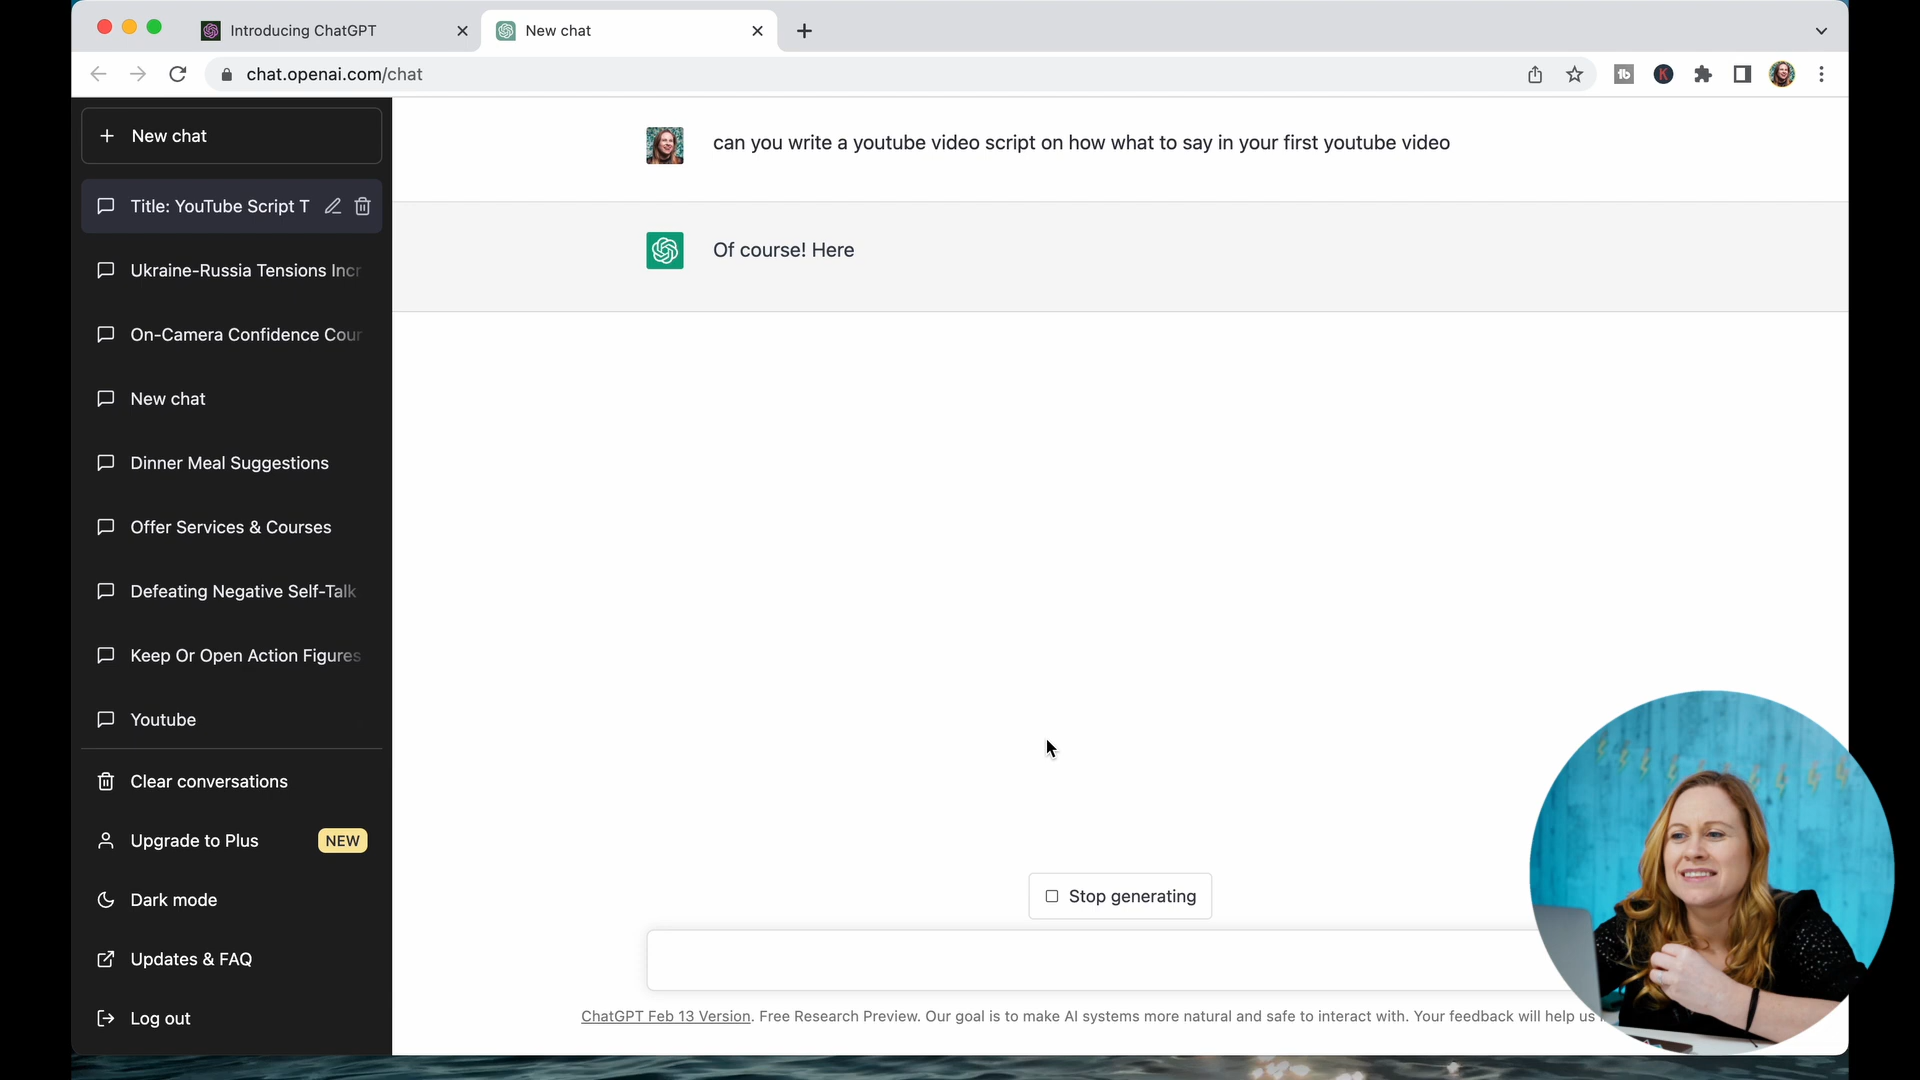 Introducing ChatGPT
New chat
chat.openai.com/chat
tb
K
New chat
Title: YouTube Script T
Ukraine-Russia Tensions Incr
On-Camera Confidence Cour
New chat
Dinner Meal Suggestions
Offer Services & Courses
Defeating Negative Self-Talk
Keep Or Open Action Figures
Youtube
Clear conversations
Upgrade to Plus NEW
Dark mode
Updates & FAQ
Log out
can you write a youtube video script on how what to say in your first youtube video
Of course! Here
Stop generating
ChatGPT Feb 13 Version. Free Research Preview. Our goal is to make AI systems more natural and safe to interact with. Your feedback will help us